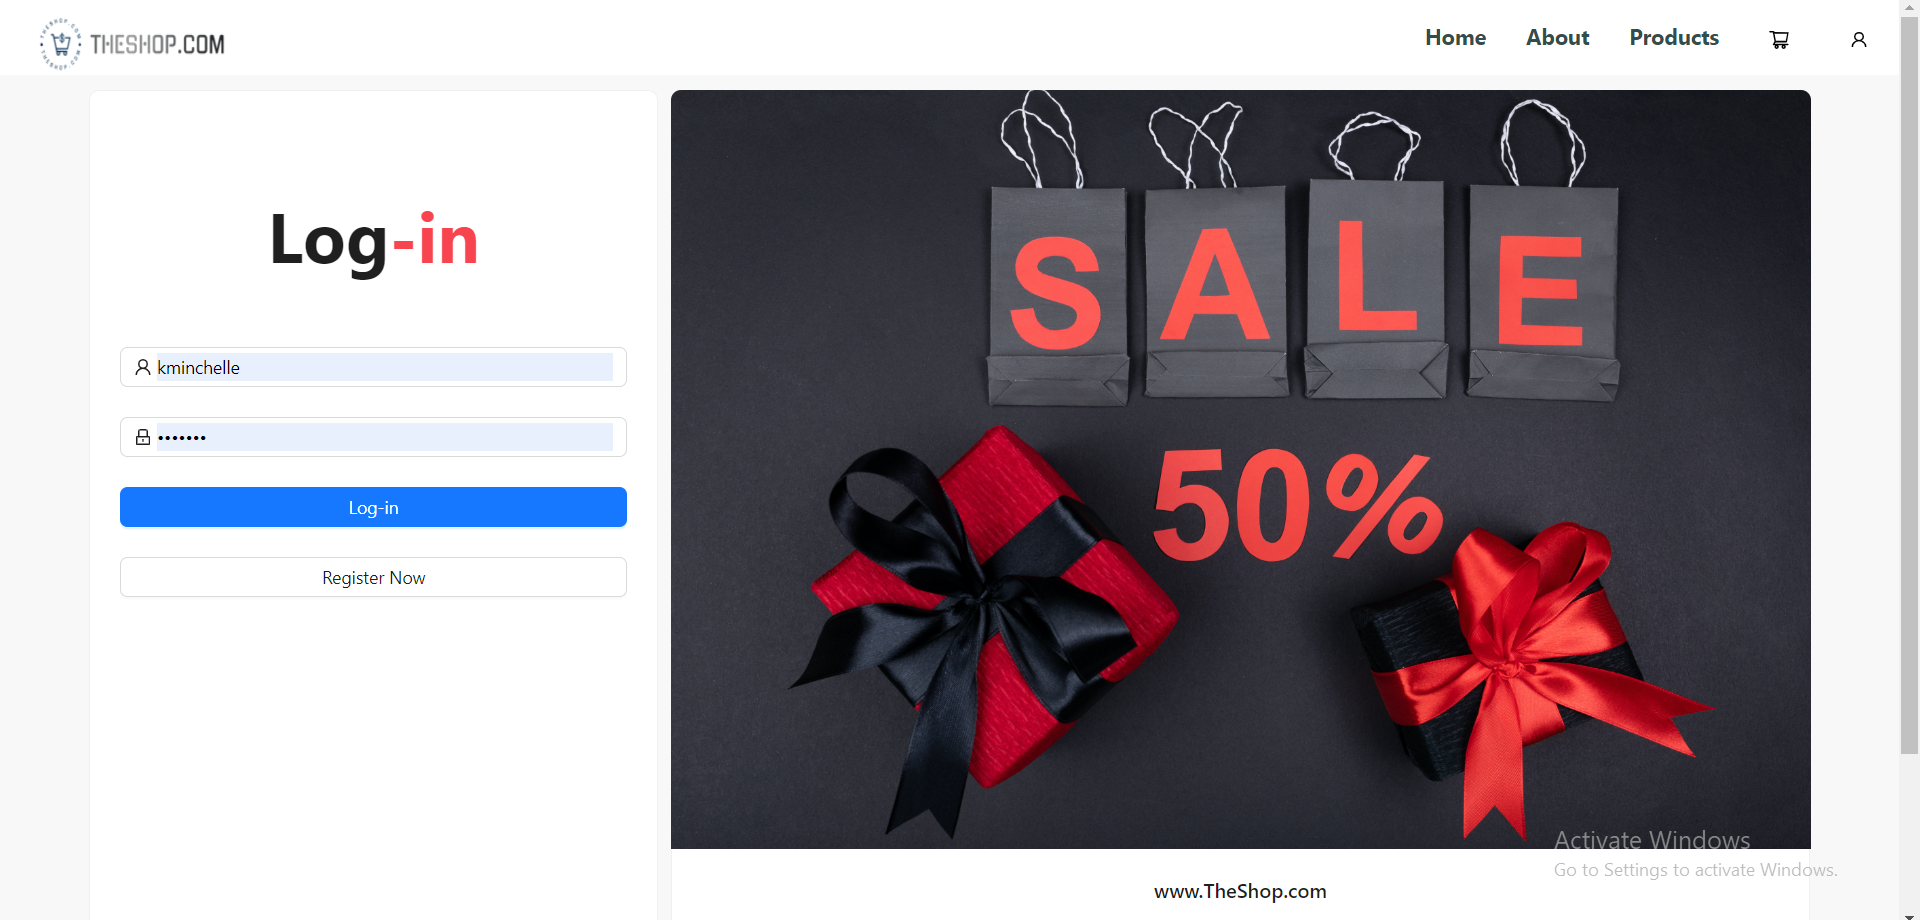 THESHOP.COM
Home
About
Products
Log-in
kminchelle
•••••••
Log-in
Register Now
SALE
50%
www.TheShop.com
Activate Windows
Go to Settings to activate Windows.